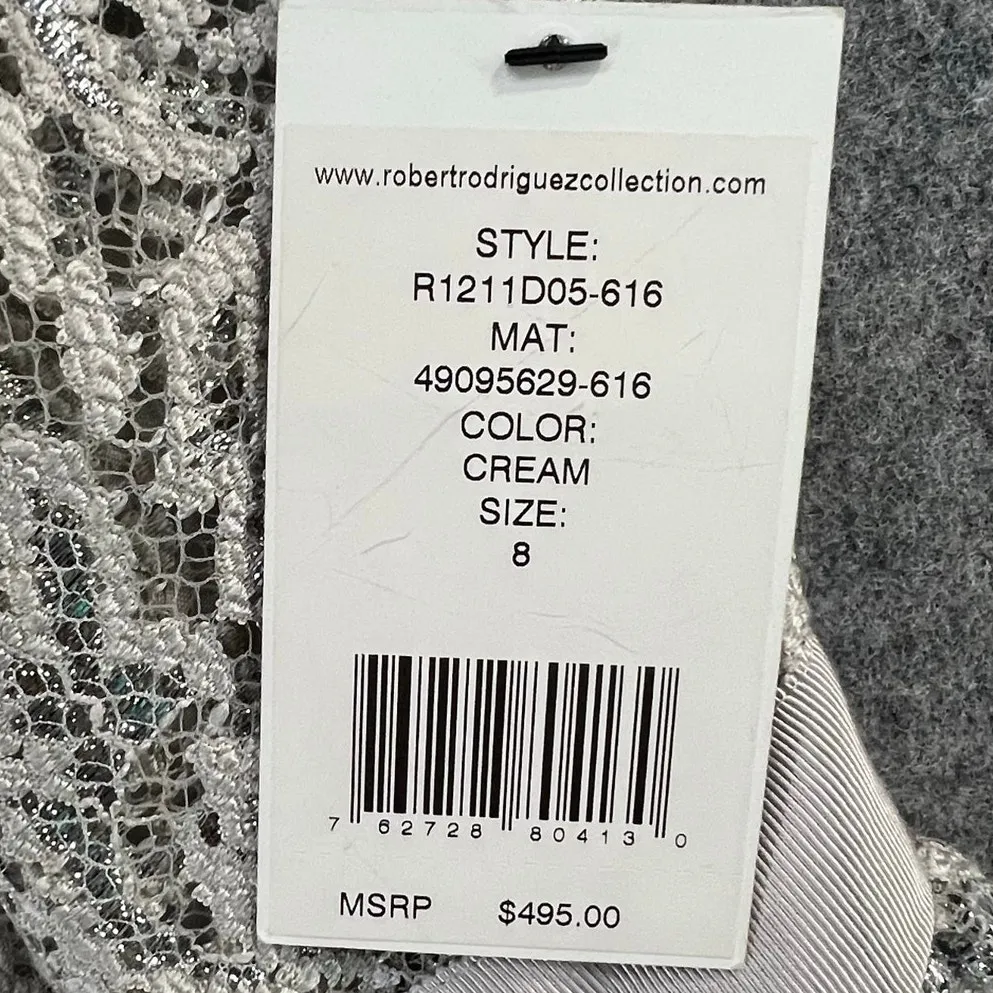 www.robertrodriguezcollection.com
STYLE:
R1211D05-616
MAT:
49095629-616
COLOR:
CREAM
SIZE:
8
7 62728 80413 0
MSRP $495.00